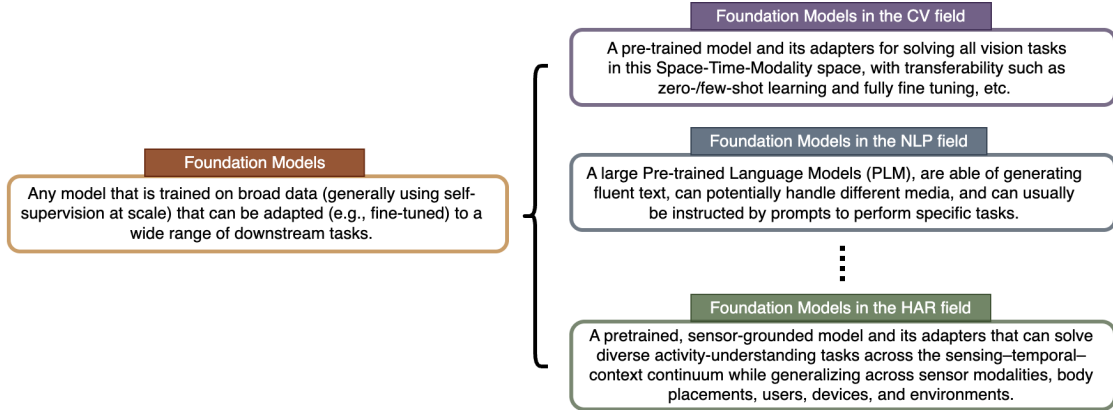 Foundation Models
Any model that is trained on broad data (generally using self-
supervision at scale) that can be adapted (e.g., fine-tuned) to a
wide range of downstream tasks.
Foundation Models in the CV field
A pre-trained model and its adapters for solving all vision tasks
in this Space-Time-Modality space, with transferability such as
zero-/few-shot learning and fully fine tuning, etc.
Foundation Models in the NLP field
A large Pre-trained Language Models (PLM), are able of generating
fluent text, can potentially handle different media, and can usually
be instructed by prompts to perform specific tasks.
Foundation Models in the HAR field
A pretrained, sensor-grounded model and its adapters that can solve
diverse activity-understanding tasks across the sensing–temporal–
context continuum while generalizing across sensor modalities, body
placements, users, devices, and environments.